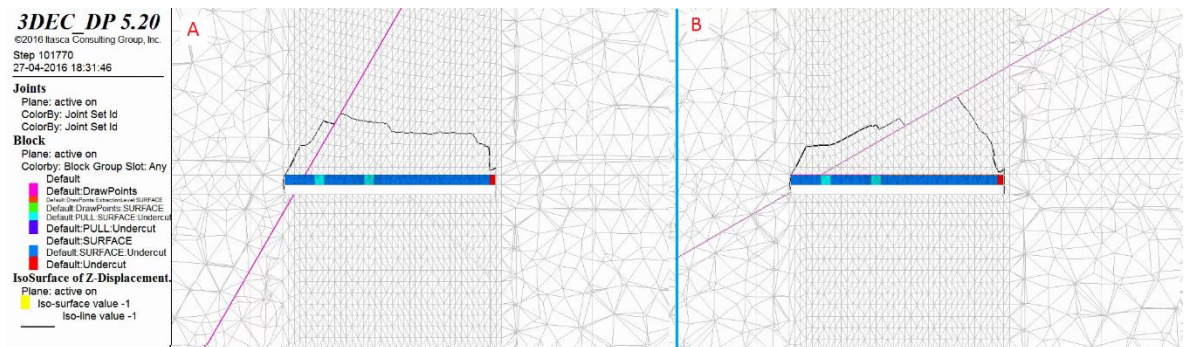 3DEC_DP 5.20
©2016 Itasca Consulting Group, Inc.
Step 101770
27-04-2016 18:31:46
Joints
Plane: active on
ColorBy: Joint Set Id
ColorBy: Joint Set Id
Block
Plane: active on
Colorby: Block Group Slot: Any
Default
Default:DrawPoints
Default:DrawPoints:ExtractionLevel:SURFACE
Default:DrawPoints:SURFACE
Default:PULL:SURFACE:Undercut
Default:PULL:Undercut
Default:SURFACE
Default:SURFACE:Undercut
Default:Undercut
IsoSurface of Z-Displacement.
Plane: active on
Iso-surface value -1
Iso-line value -1
A
B